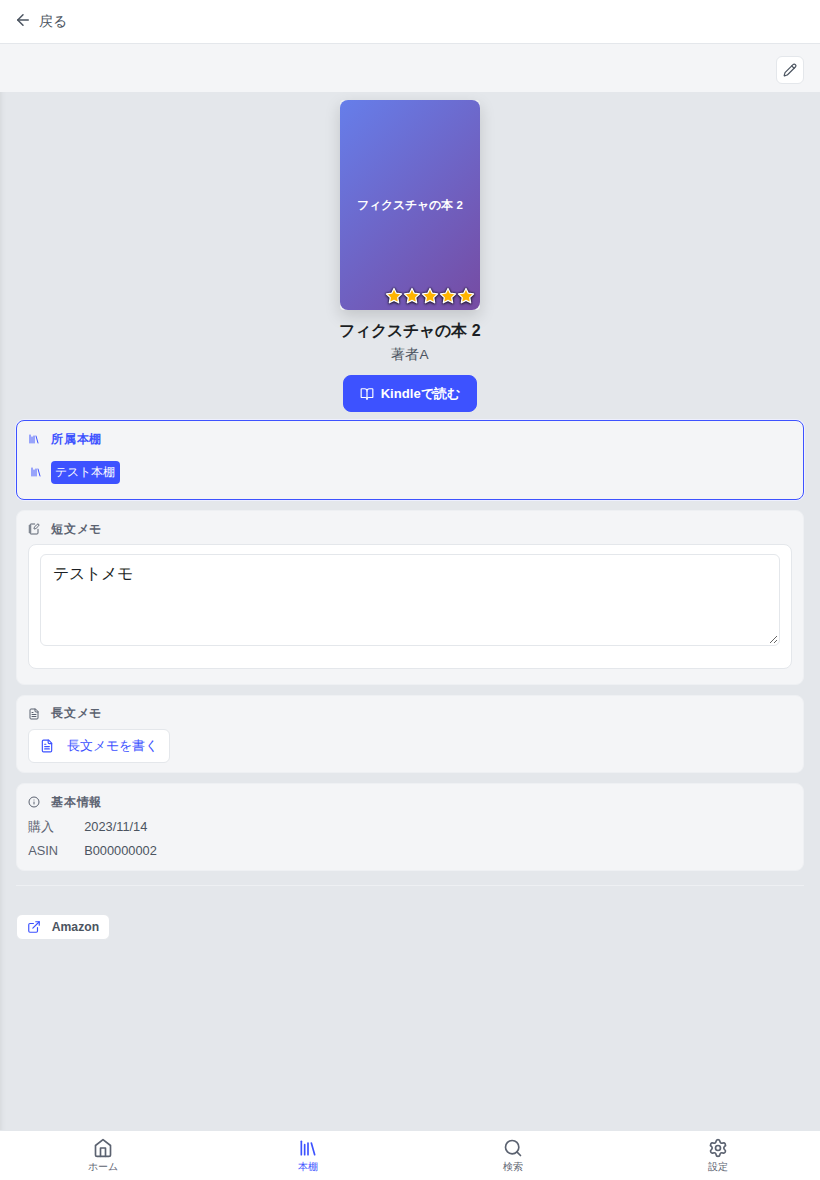 戻る
フィクスチャの本 2
フィクスチャの本 2
著者A
Kindleで読む
所属本棚
テスト本棚
短文メモ
テストメモ
長文メモ
長文メモを書く
基本情報
購入 2023/11/14
ASIN B000000002
Amazon
ホーム 本棚 検索 設定